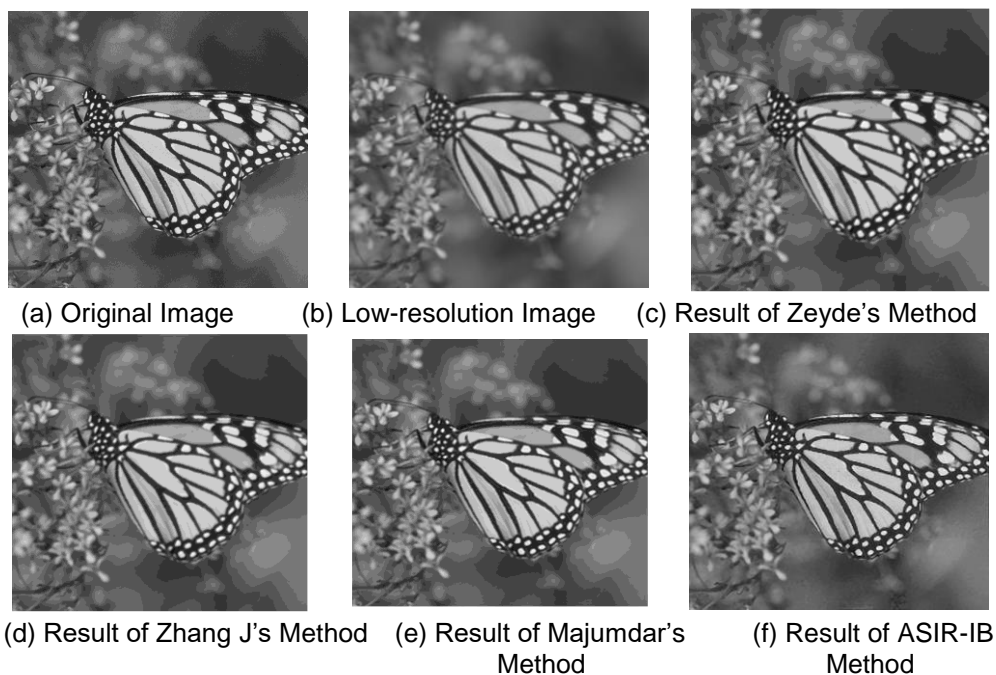 (a) Original Image
(b) Low-resolution Image
(c) Result of Zeyde's Method
(d) Result of Zhang J's Method
(e) Result of Majumdar's
Method
(f) Result of ASIR-IB
Method